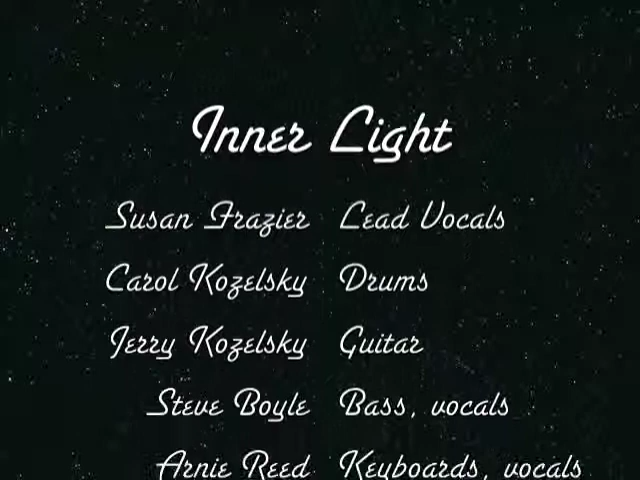 Inner Light
Susan Frazier Lead Vocals
Carol Kozelsky Drums
Jerry Kozelsky Guitar
Steve Boyle Bass, vocals
Arnie Reed Keyboards, vocals